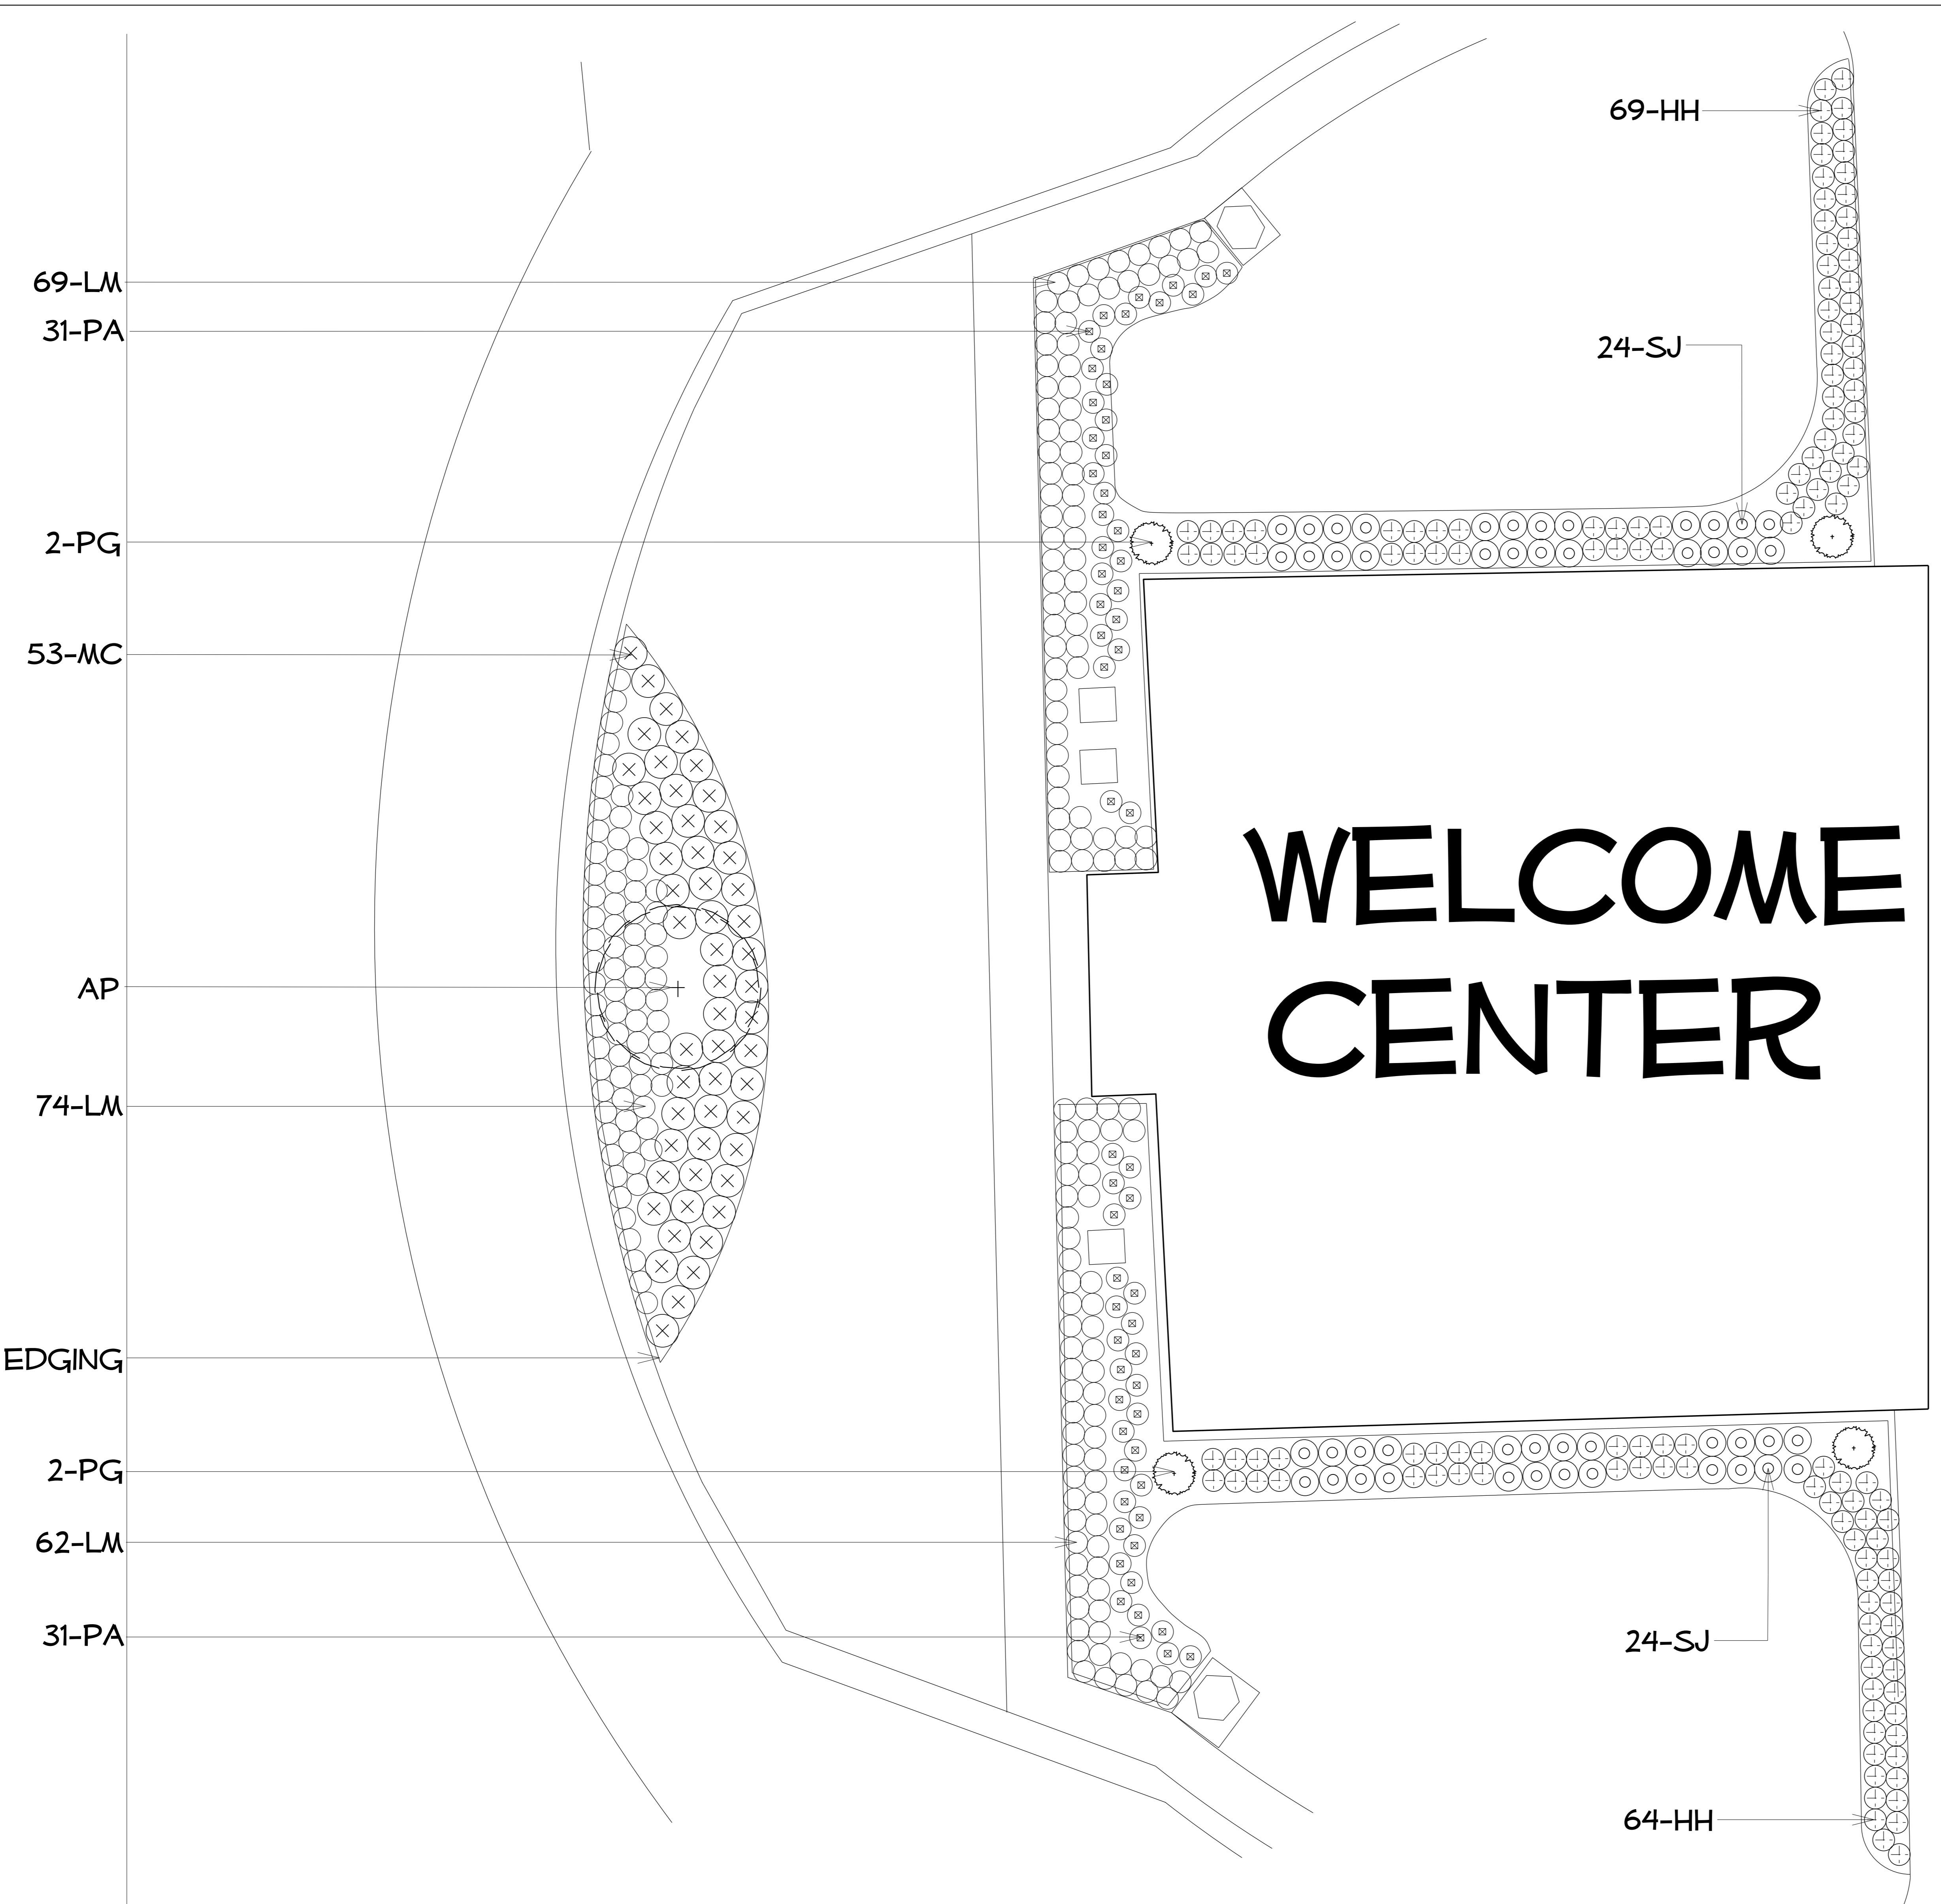 69-HH
69-LM
31-PA
24-SJ
2-PG
53-MC
WELCOME
CENTER
AP
74-LM
EDGING
2-PG
62-LM
31-PA
24-SJ
64-HH